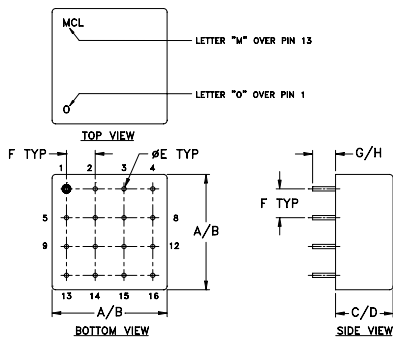 MCL
LETTER "M" OVER PIN 13
LETTER "O" OVER PIN 1
O
TOP VIEW
F TYP
ØE TYP
G/H
1 2 3 4
F TYP
5 8
A/B
9 12
13 14 15 16
A/B
C/D
BOTTOM VIEW
SIDE VIEW